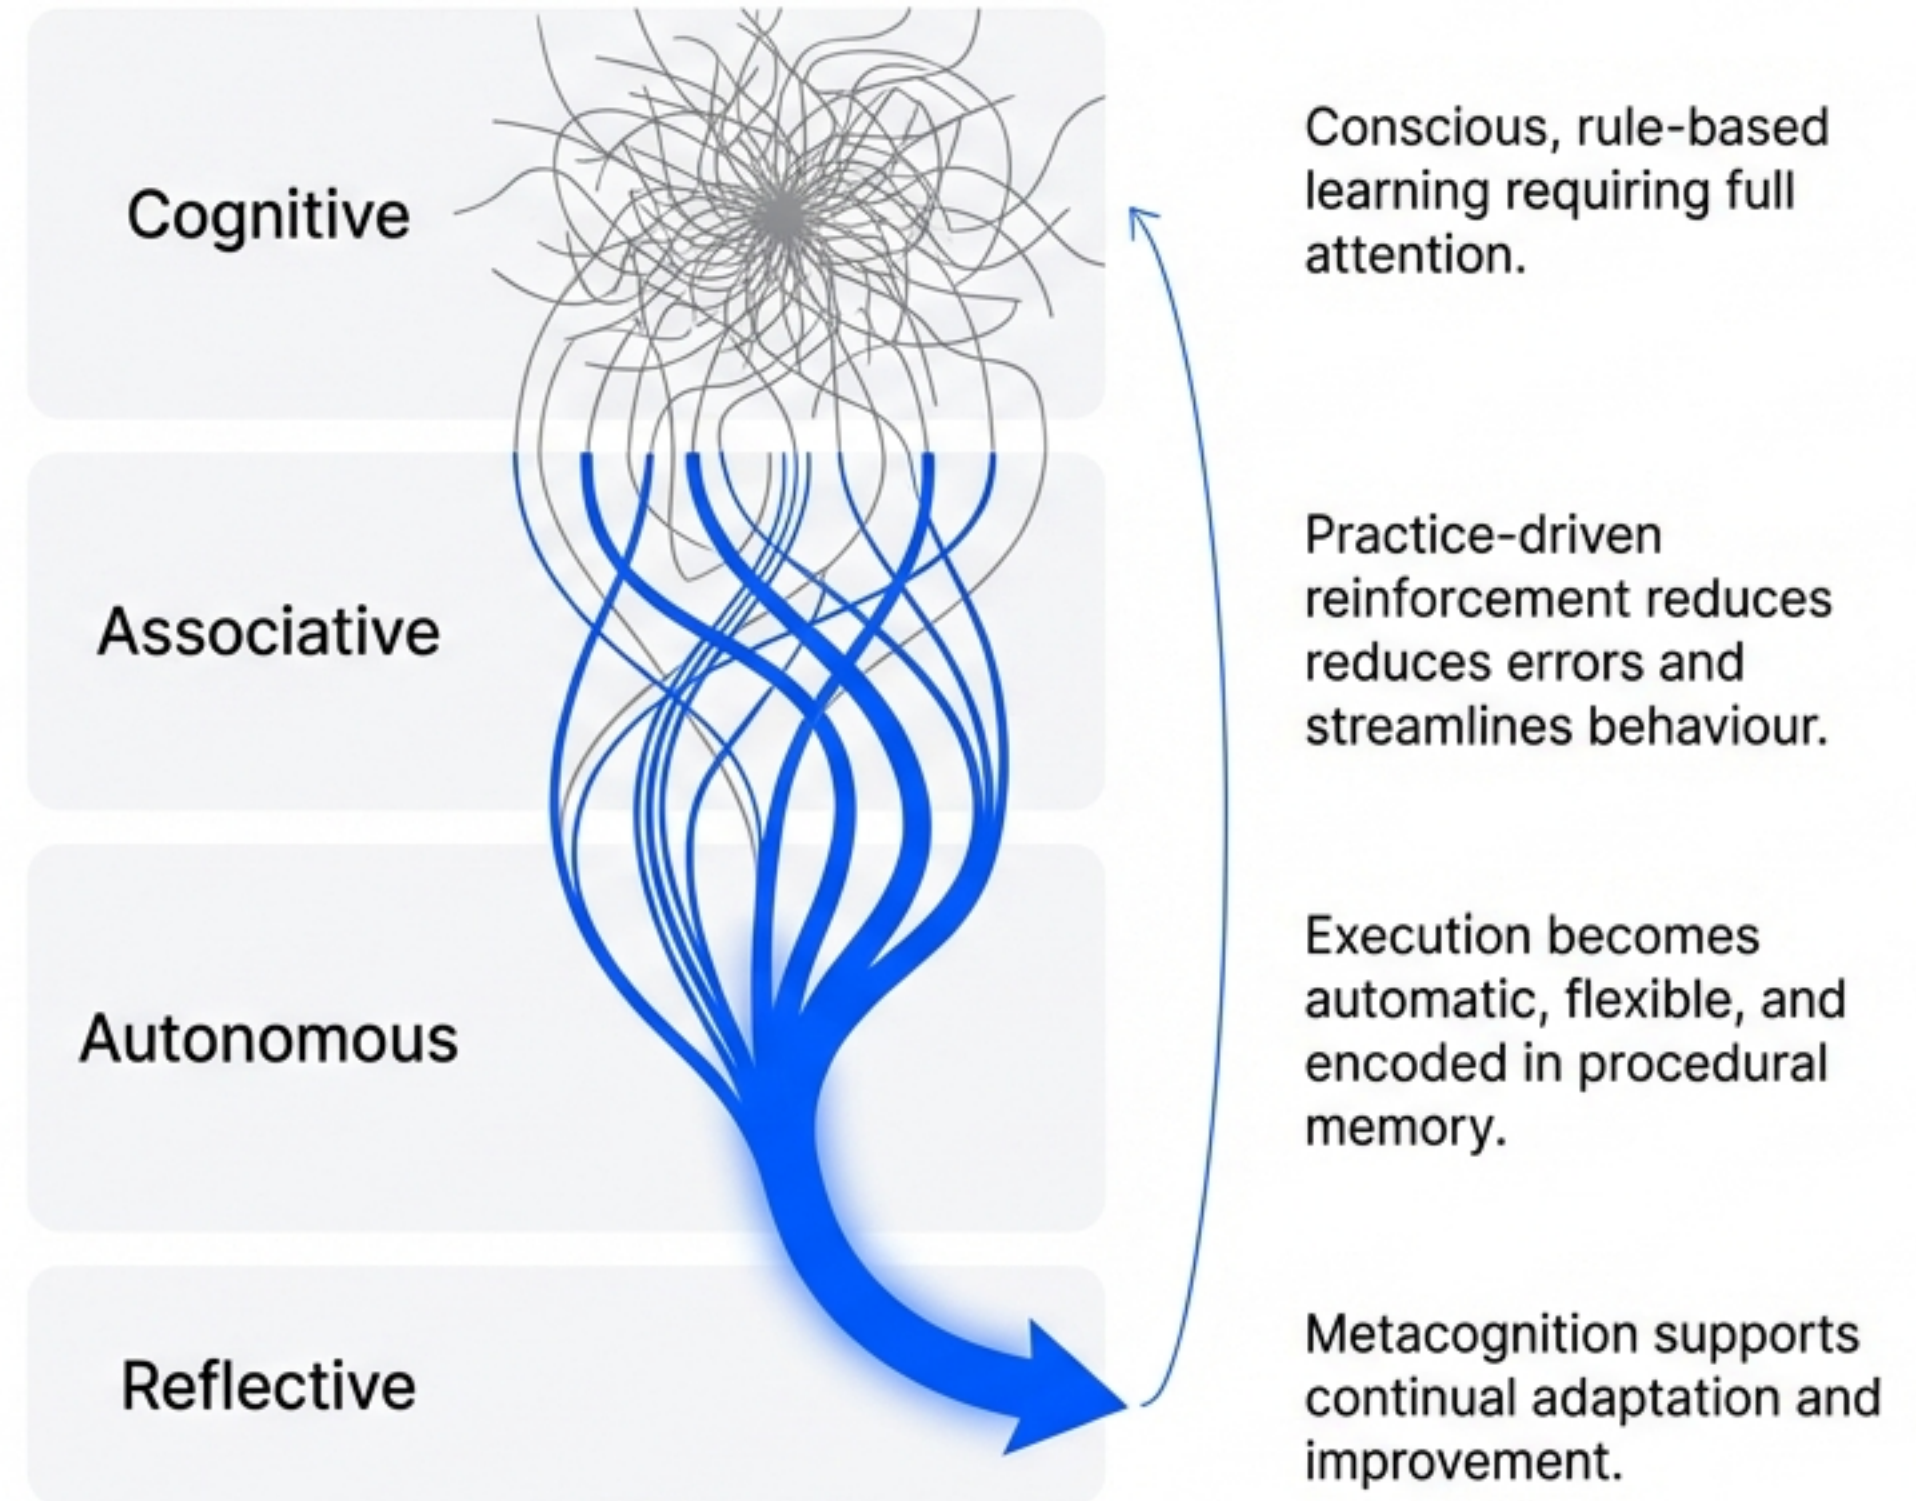 Cognitive
Conscious, rule-based
learning requiring full
attention.
Associative
Practice-driven
reinforcement reduces
reduces errors and
streamlines behaviour.
Autonomous
Execution becomes
automatic, flexible, and
encoded in procedural
memory.
Reflective
Metacognition supports
continual adaptation and
improvement.